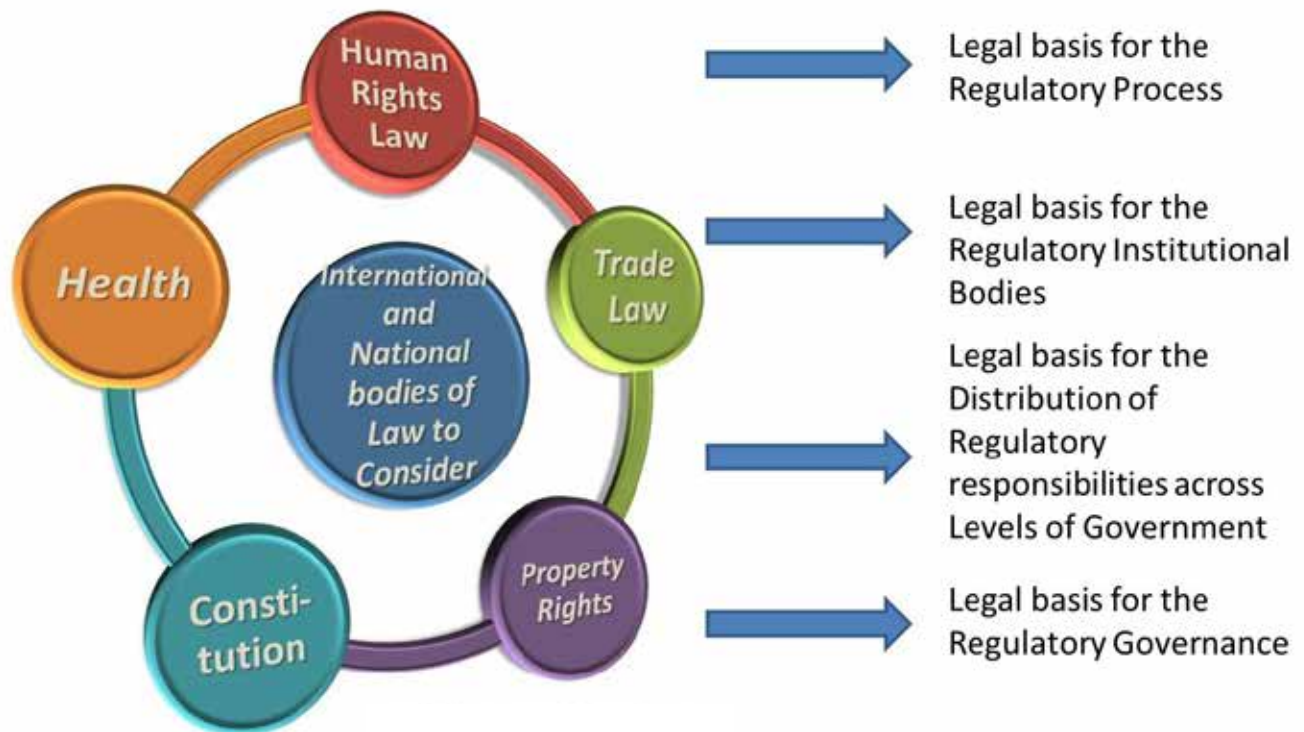 Human
Rights
Law
Health
Trade
Law
International
and
National
bodies of
Law to
Consider
Property
Rights
Consti-
tution
Legal basis for the
Regulatory Process
Legal basis for the
Regulatory Institutional
Bodies
Legal basis for the
Distribution of
Regulatory
responsibilities across
Levels of Government
Legal basis for the
Regulatory Governance